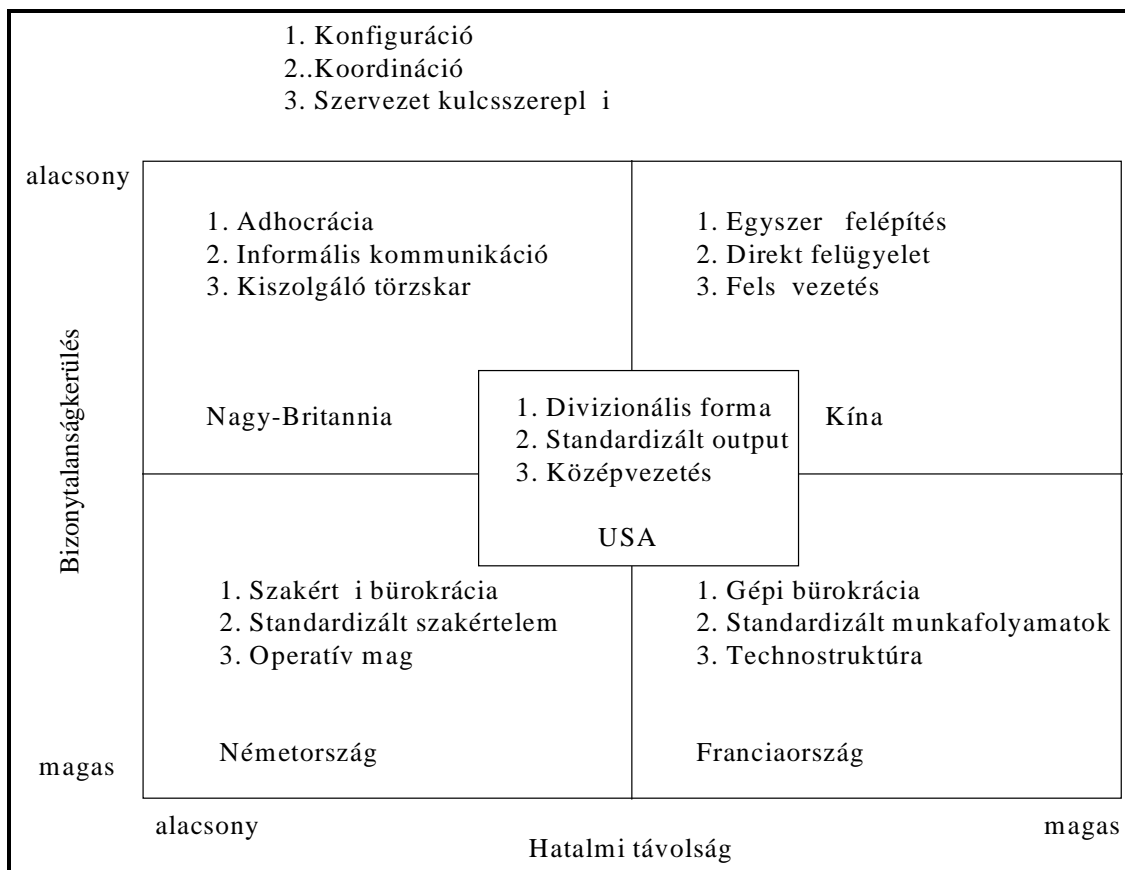 1. Konfiguráció
2..Koordináció
3. Szervezet kulcsszerepl i
alacsony
1. Adhocrácia
2. Informális kommunikáció
3. Kiszolgáló törzskar
Nagy-Britannia
1. Egyszer felépítés
2. Direkt felügyelet
3. Fels vezetés
Kína
Bizonytalanságkerülés
1. Divizionális forma
2. Standardizált output
3. Középvezetés
USA
1. Szakért i bürokrácia
2. Standardizált szakértelem
3. Operatív mag
Németország
1. Gépi bürokrácia
2. Standardizált munkafolyamatok
3. Technostruktúra
Franciaország
magas
alacsony
magas
Hatalmi távolság